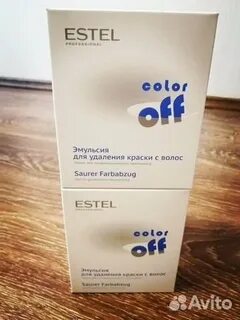 ESTEL
PROFESSIONAL
color
off
Эмульсия
для удаления краски с волос
Saurer Farbabzug
ESTEL
color
off
Эмульсия
для удаления краски с волос
Saurer Farbabzug
Avito